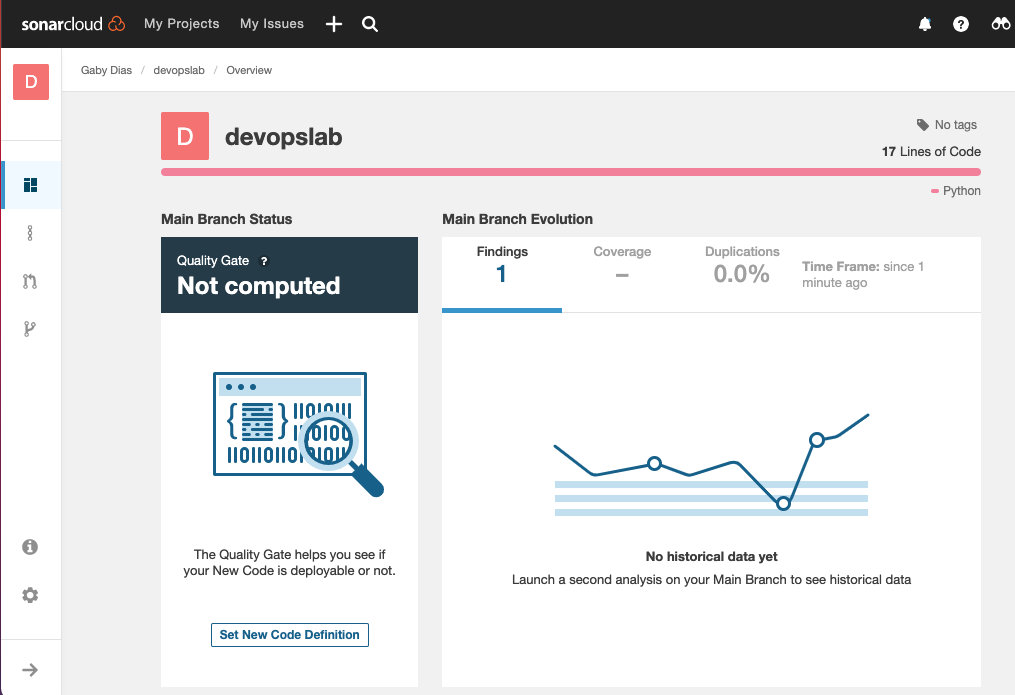 sonarcloud My Projects My Issues
D
Gaby Dias / devopslab / Overview
D devopslab
No tags
17 Lines of Code
Python
Main Branch Status
Quality Gate ?
Not computed
The Quality Gate helps you see if
your New Code is deployable or not.
Set New Code Definition
Main Branch Evolution
Findings
1
Coverage
–
Duplications
0.0%
Time Frame: since 1
minute ago
No historical data yet
Launch a second analysis on your Main Branch to see historical data